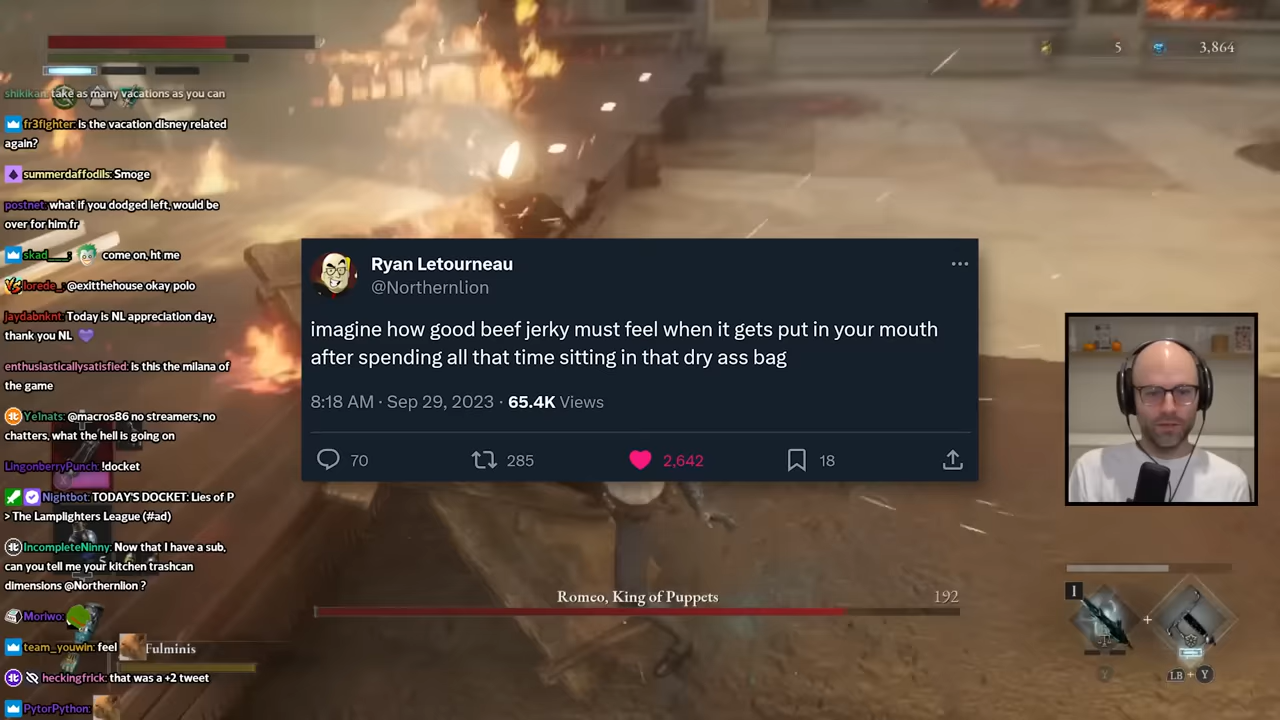 5
3,864
shikikan: take as many vacations as you can
fr3fighter: is the vacation disney related
again?
summerdaffodils: Smoge
postnet: what if you dodged left, would be
over for him fr
skad___: come on, ht me
lorede_: @exitthehouse okay polo
jaydabnknt: Today is NL appreciation day,
thank you NL
enthusiasticallysatisfied: is this the milana of
the game
Ye1nats: @macros86 no streamers, no
chatters, what the hell is going on
LingonberryPunch: !docket
Nightbot: TODAY'S DOCKET: Lies of P
> The Lamplighters League (#ad)
IncompleteNinny: Now that I have a sub,
can you tell me your kitchen trashcan
dimensions @Northernlion ?
Moriwo:
team_youwin: feel
heckingfrick: that was a +2 tweet
PytorPython:
Fulminis
Ryan Letourneau
@Northernlion
imagine how good beef jerky must feel when it gets put in your mouth
after spending all that time sitting in that dry ass bag
8:18 AM · Sep 29, 2023 · 65.4K Views
70 285 2,642 18
Romeo, King of Puppets 192
I
+
Y
LB + Y